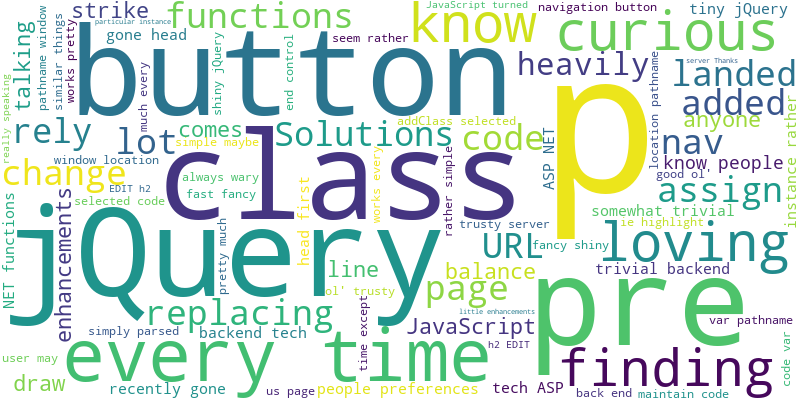 particular instance
JavaScript turned
navigation button
tiny jQuery
strike
functions
know
curious
gone head
seem rather
button
p
heavily
landed
server Thanks
talking
pathname window
similar things
works pretty
much every
shiny jQuery
end control
location pathname
really speaking
added
anyone
rely
lot
comes
Solutions
code
addClass selected
nav
simple maybe
ASP NET
good ol'
know people
window location
class
change
EDIT h2
always wary
fast fancy
works every
rather simple
assign
instance rather
selected code
NET functions
enhancements
jQuery
pretty much
head first
trusty server
somewhat trivial
ie highlight
URL
fancy shiny
loving
line
balance
trivial backend
pre
ol' trusty
page
replacing
time except
little enhancements
var pathname
simply parsed
backend tech
JavaScript
h2 EDIT
every time
finding
user may
draw
recently gone
us page
people preferences
tech ASP
back end
maintain code
code var